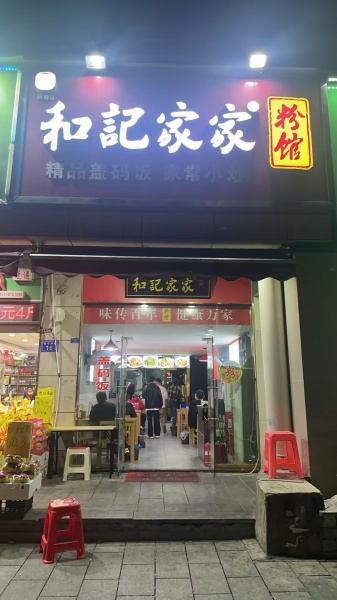 和記家家
粉馆
精品盖码饭 家常小炒
和記家家
味传百年 健康万家
盖码饭
元4斤